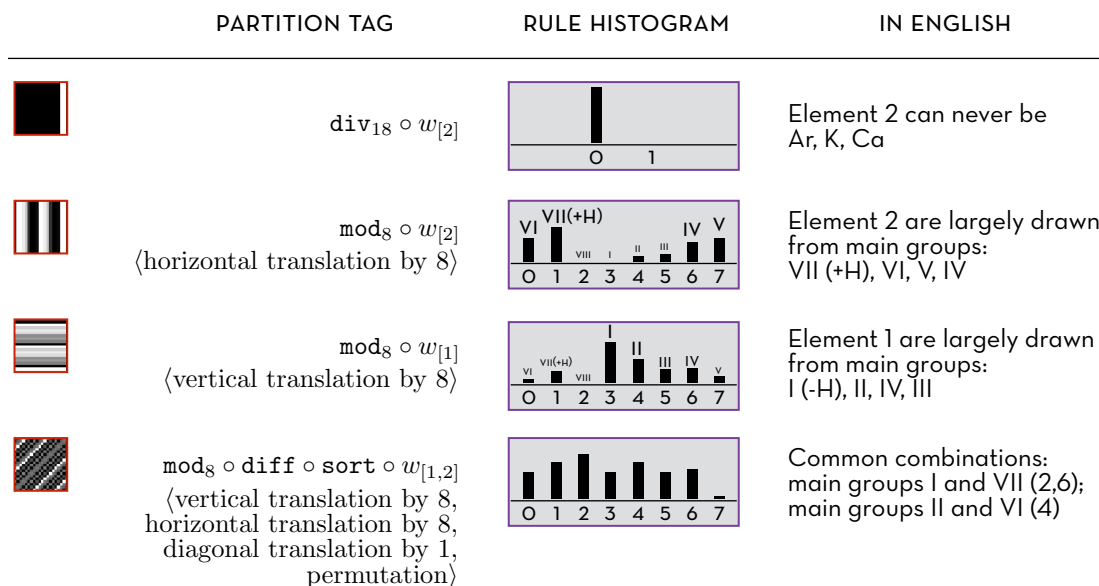 PARTITION TAG RULE HISTOGRAM IN ENGLISH
div₁₈ ∘ w[2]
0 1
Element 2 can never be
Ar, K, Ca
mod₈ ∘ w[2]
⟨horizontal translation by 8⟩
VI VII(+H) VIII I II III IV V
0 1 2 3 4 5 6 7
Element 2 are largely drawn
from main groups:
VII (+H), VI, V, IV
mod₈ ∘ w[1]
⟨vertical translation by 8⟩
VI VII(+H) VIII I II III IV V
0 1 2 3 4 5 6 7
Element 1 are largely drawn
from main groups:
I (-H), II, IV, III
mod₈ ∘ diff ∘ sort ∘ w[1,2]
⟨vertical translation by 8,
horizontal translation by 8,
diagonal translation by 1,
permutation⟩
0 1 2 3 4 5 6 7
Common combinations:
main groups I and VII (2,6);
main groups II and VI (4)